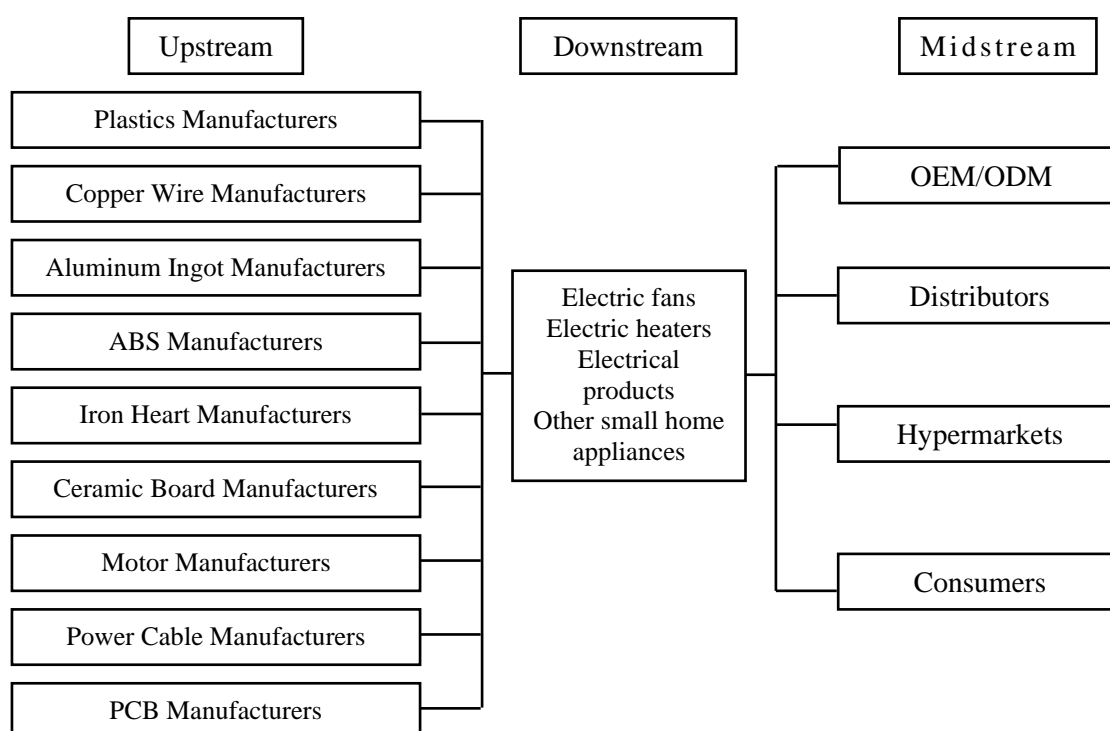 Upstream
Downstream
Midstream
Plastics Manufacturers
Copper Wire Manufacturers
Aluminum Ingot Manufacturers
ABS Manufacturers
Iron Heart Manufacturers
Ceramic Board Manufacturers
Motor Manufacturers
Power Cable Manufacturers
PCB Manufacturers
Electric fans
Electric heaters
Electrical
products
Other small home
appliances
OEM/ODM
Distributors
Hypermarkets
Consumers